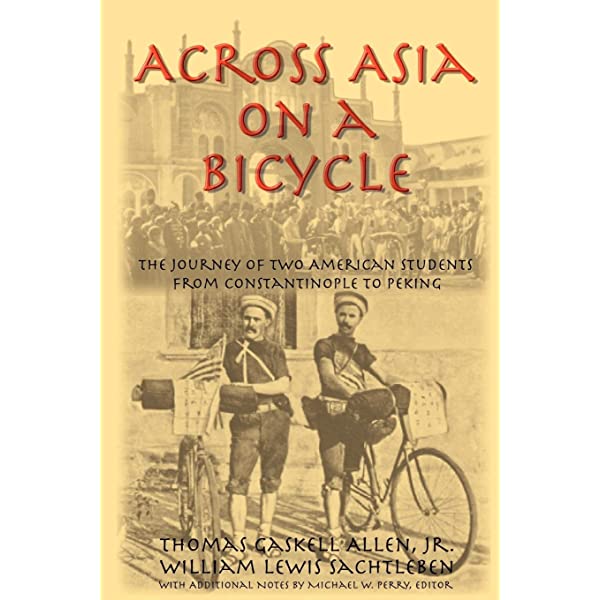 ACROSS ASIA
ON A
BICYCLE
THE JOURNEY OF TWO AMERICAN STUDENTS
FROM CONSTANTINOPLE TO PEKING
THOMAS GASKELL ALLEN, JR.
WILLIAM LEWIS SACHTLEBEN
WITH ADDITIONAL NOTES BY MICHAEL W. PERRY, EDITOR